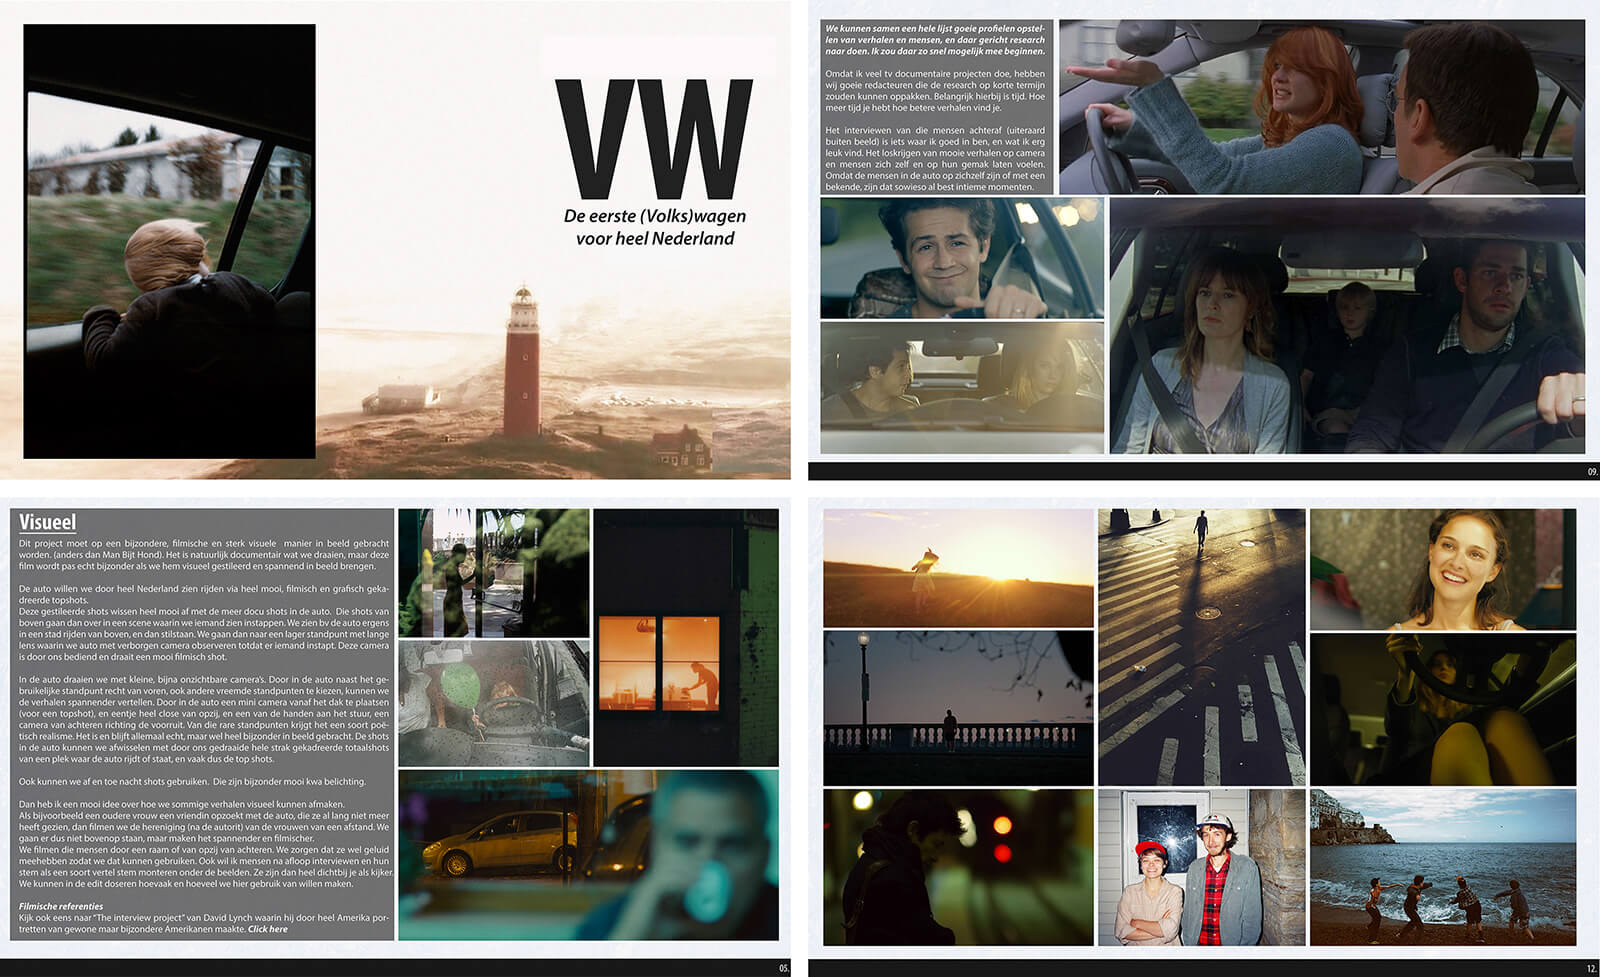 VW
De eerste (Volks)wagen
voor heel Nederland
We kunnen samen een hele lijst goeie profielen opstel-
len van verhalen en mensen, en daar gericht research
naar doen. Ik zou daar zo snel mogelijk mee beginnen.
Omdat ik veel tv documentaire projecten doe, hebben
wij goeie redacteuren die de research op korte termijn
zouden kunnen oppakken. Belangrijk hierbij is tijd. Hoe
meer tijd je hebt hoe betere verhalen vind je.
Het interviewen van die mensen achteraf (uiteraard
buiten beeld) is iets waar ik goed in ben, en wat ik erg
leuk vind. Het loskrijgen van mooie verhalen op camera
en mensen zich zelf en op hun gemak laten voelen.
Omdat de mensen in de auto op zichzelf zijn of met een
bekende, zijn dat sowieso al best intieme momenten.
09.
Visueel
Dit project moet op een bijzondere, filmische en sterk visuele manier in beeld gebracht
worden. (anders dan Man Bijt Hond). Het is natuurlijk documentair wat we draaien, maar deze
film wordt pas echt bijzonder als we hem visueel gestileerd en spannend in beeld brengen.
De auto willen we door heel Nederland zien rijden via heel mooi, filmisch en grafisch geka-
dreerde topshots.
Deze gestileerde shots wissen heel mooi af met de meer docu shots in de auto. Die shots van
boven gaan dan over in een scene waarin we iemand zien instappen. We zien bv de auto ergens
in een stad rijden van boven, en dan stilstaan. We gaan dan naar een lager standpunt met lange
lens waarin we auto met verborgen camera observeren totdat er iemand instapt. Deze camera
is door ons bediend en draait een mooi filmisch shot.
In de auto draaien we met kleine, bijna onzichtbare camera's. Door in de auto naast het ge-
bruikelijke standpunt recht van voren, ook andere vreemde standpunten te kiezen, kunnen we
de verhalen spannender vertellen. Door in de auto een mini camera vanaf het dak te plaatsen
(voor een topshot), en eentje heel close van opzij, en een van de handen aan het stuur, een
camera van achteren richting de voorruit. Van die rare standpunten krijgt het een soort poë-
tisch realisme. Het is en blijft allemaal echt, maar wel heel bijzonder in beeld gebracht. De shots
in de auto kunnen we afwisselen met door ons gedraaide hele strak gekadreerde totaalshots
van een plek waar de auto rijdt of staat, en vaak dus de top shots.
Ook kunnen we af en toe nacht shots gebruiken. Die zijn bijzonder mooi kwa belichting.
Dan heb ik een mooi idee over hoe we sommige verhalen visueel kunnen afmaken.
Als bijvoorbeeld een oudere vrouw een vriendin opzoekt met de auto, die ze al lang niet meer
heeft gezien, dan filmen we de hereniging (na de autorit) van de vrouwen van een afstand. We
gaan er dus niet bovenop staan, maar maken het spannender en filmischer.
We filmen die mensen door een raam of van opzij van achteren. We zorgen dat ze wel geluid
meehebben zodat we dat kunnen gebruiken. Ook wil ik mensen na afloop interviewen en hun
stem als een soort vertel stem monteren onder de beelden. Ze zijn dan heel dichtbij je als kijker.
We kunnen in de edit doseren hoevaak en hoeveel we hier gebruik van willen maken.
Filmische referenties
Kijk ook eens naar "The interview project" van David Lynch waarin hij door heel Amerika por-
tretten van gewone maar bijzondere Amerikanen maakte. Click here
05.
12.